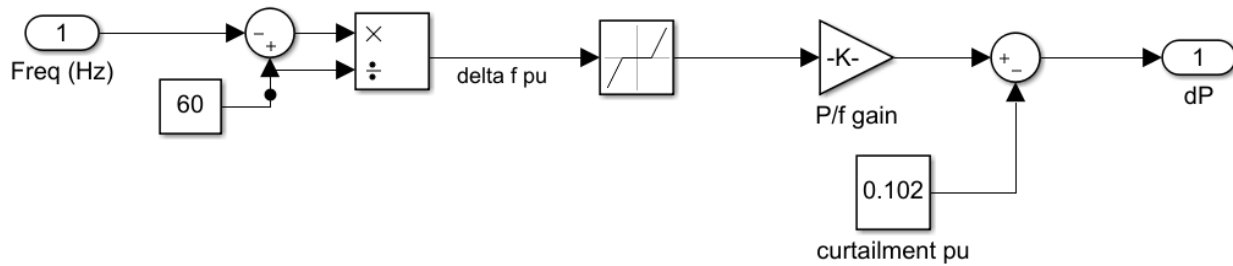 1
Freq (Hz)
60
−
+
×
÷
delta f pu
-K-
P/f gain
+
−
0.102
curtailment pu
1
dP